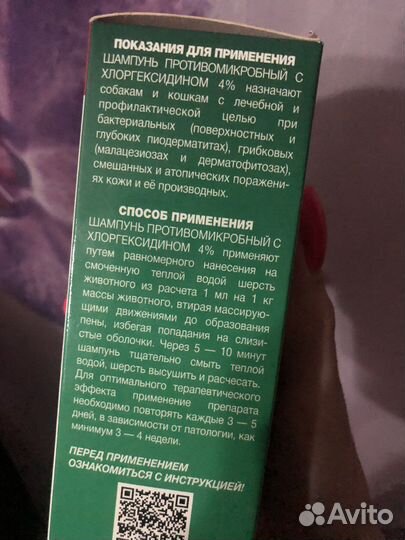 ПОКАЗАНИЯ ДЛЯ ПРИМЕНЕНИЯ
ШАМПУНЬ ПРОТИВОМИКРОБНЫЙ С
ХЛОРГЕКСИДИНОМ 4% назначают
собакам и кошкам с лечебной и
профилактической целью при
бактериальных (поверхностных и
глубоких пиодерматитах), грибковых
(малацезиозах и дерматофитозах),
смешанных и атопических поражени-
ях кожи и её производных.
СПОСОБ ПРИМЕНЕНИЯ
ШАМПУНЬ ПРОТИВОМИКРОБНЫЙ С
ХЛОРГЕКСИДИНОМ 4% применяют
путем равномерного нанесения на
смоченную теплой водой шерсть
животного из расчета 1 мл на 1 кг
массы животного, втирая массирую-
щими движениями до образования
пены, избегая попадания на слизи-
стые оболочки. Через 5 — 10 минут
шампунь тщательно смыть теплой
водой, шерсть высушить и расчесать.
Для оптимального терапевтического
эффекта применение препарата
необходимо повторять каждые 3 — 5
дней, в зависимости от патологии, как
минимум 3 — 4 недели.
ПЕРЕД ПРИМЕНЕНИЕМ
ОЗНАКОМИТЬСЯ С ИНСТРУКЦИЕЙ!
Avito